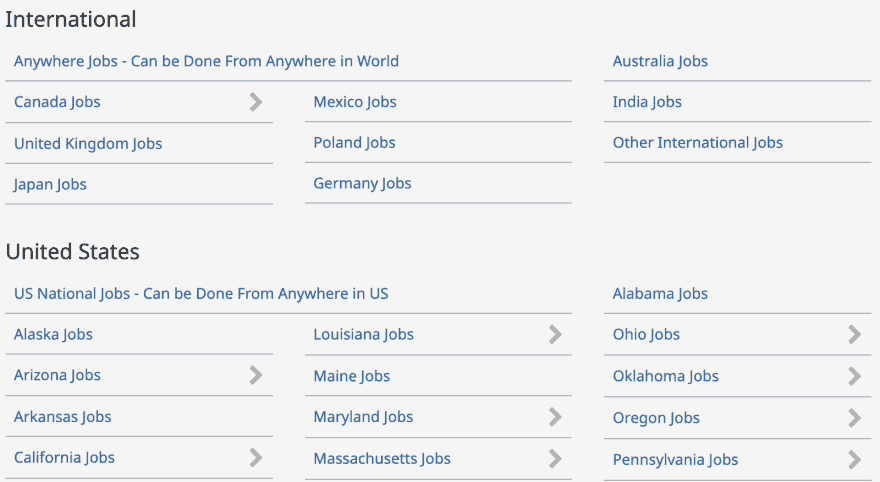 International
Anywhere Jobs - Can be Done From Anywhere in World
Australia Jobs
Canada Jobs
Mexico Jobs
India Jobs
United Kingdom Jobs
Poland Jobs
Other International Jobs
Japan Jobs
Germany Jobs
United States
US National Jobs - Can be Done From Anywhere in US
Alabama Jobs
Alaska Jobs
Louisiana Jobs
Ohio Jobs
Arizona Jobs
Maine Jobs
Oklahoma Jobs
Arkansas Jobs
Maryland Jobs
Oregon Jobs
California Jobs
Massachusetts Jobs
Pennsylvania Jobs